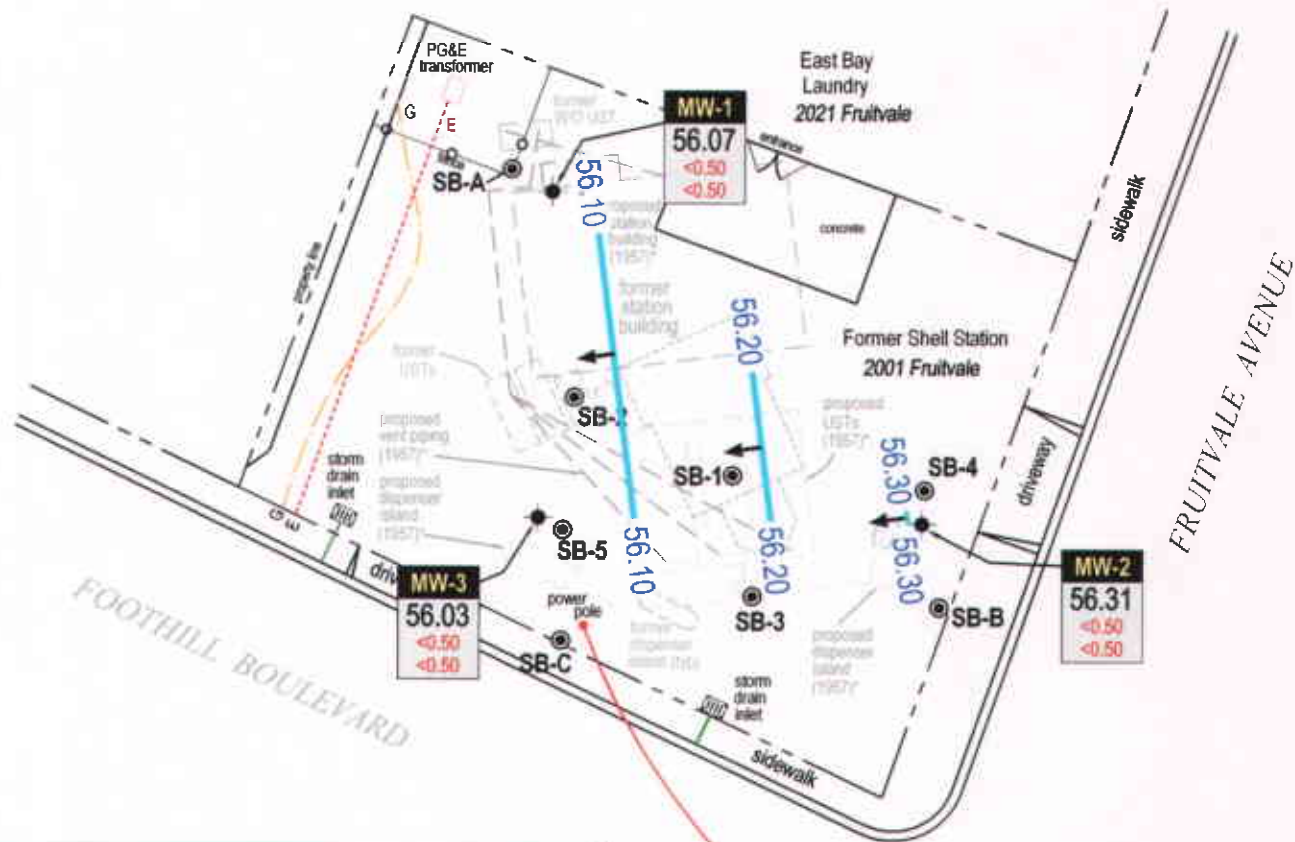 PG&E
transformer
G
E
SB-A
MW-1
56.07
<0.50
<0.50
East Bay
Laundry
2021 Fruitvale
entrance
concrete
sidewalk
property line
56.10
proposed
station
building
(1957)*
former
station
building
56.20
Former Shell Station
2001 Fruitvale
former
USTs
SB-2
proposed
vent piping
(1957)*
proposed
USTs
(1957)*
SB-1
56.30
SB-4
driveway
FRUITVALE AVENUE
storm
drain
inlet
proposed
dispenser
island
(1957)*
G
E
SB-5
56.10
56.20
56.30
MW-3
56.03
<0.50
<0.50
MW-2
56.31
<0.50
<0.50
power
pole
SB-3
SB-B
SB-C
former
dispenser
proposed
dispenser
island
(1957)*
storm
drain
inlet
FOOTHILL BOULEVARD
sidewalk